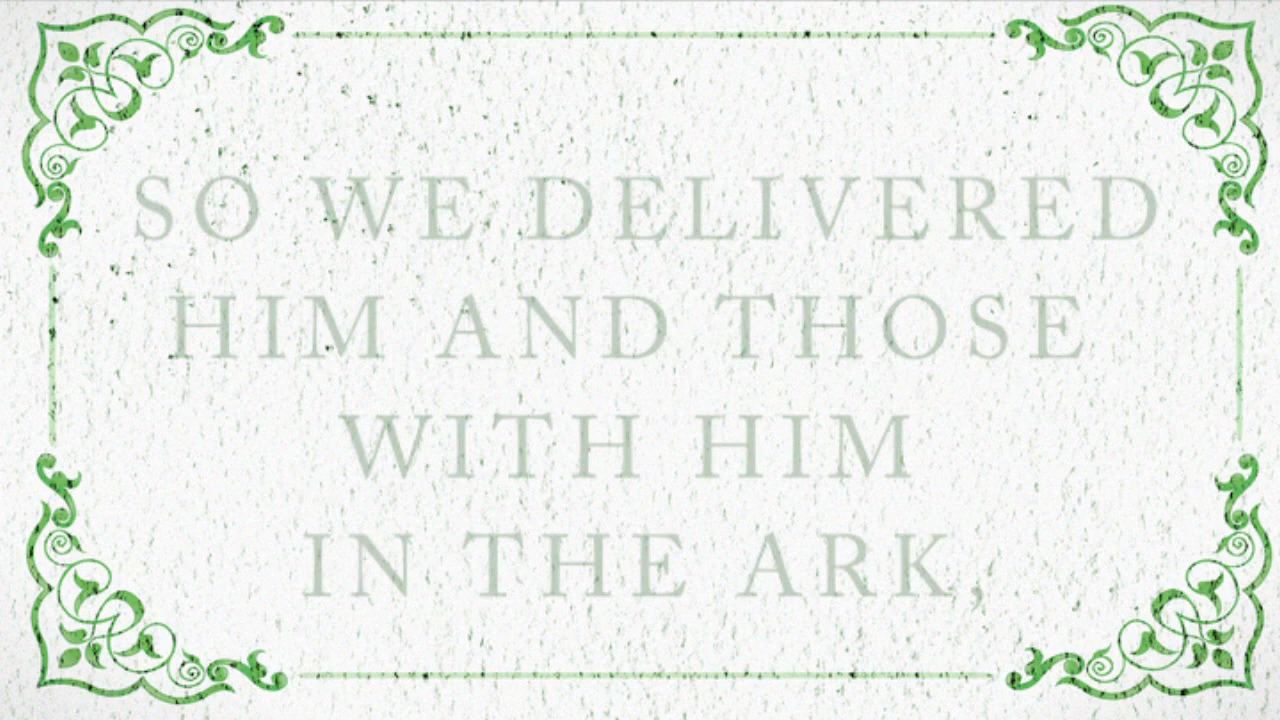 SO WE DELIVERED
HIM AND THOSE
WITH HIM
IN THE ARK,